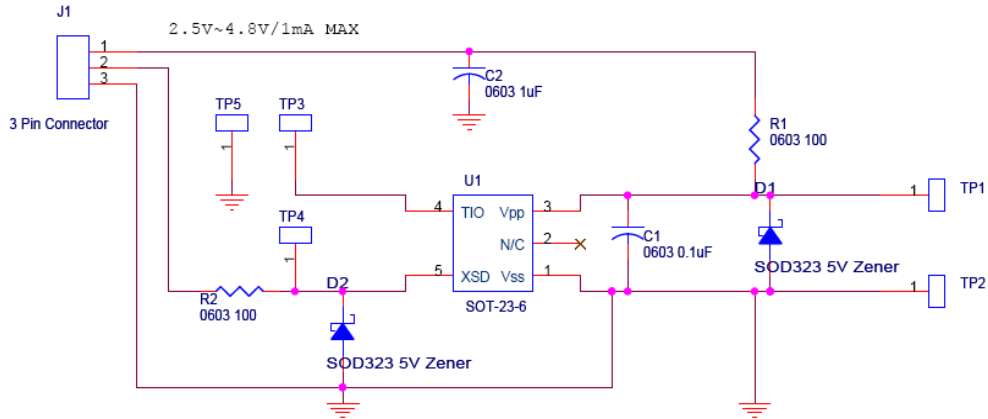 J1
2.5V~4.8V/1mA MAX
1
2
3
3 Pin Connector
C2
0603 1uF
TP5
1
TP3
1
R1
0603 100
U1
4 TIO Vpp 3
N/C 2
5 XSD Vss 1
SOT-23-6
D1
1 TP1
C1
0603 0.1uF
SOD323 5V Zener
TP4
1
R2
0603 100
D2
SOD323 5V Zener
1 TP2